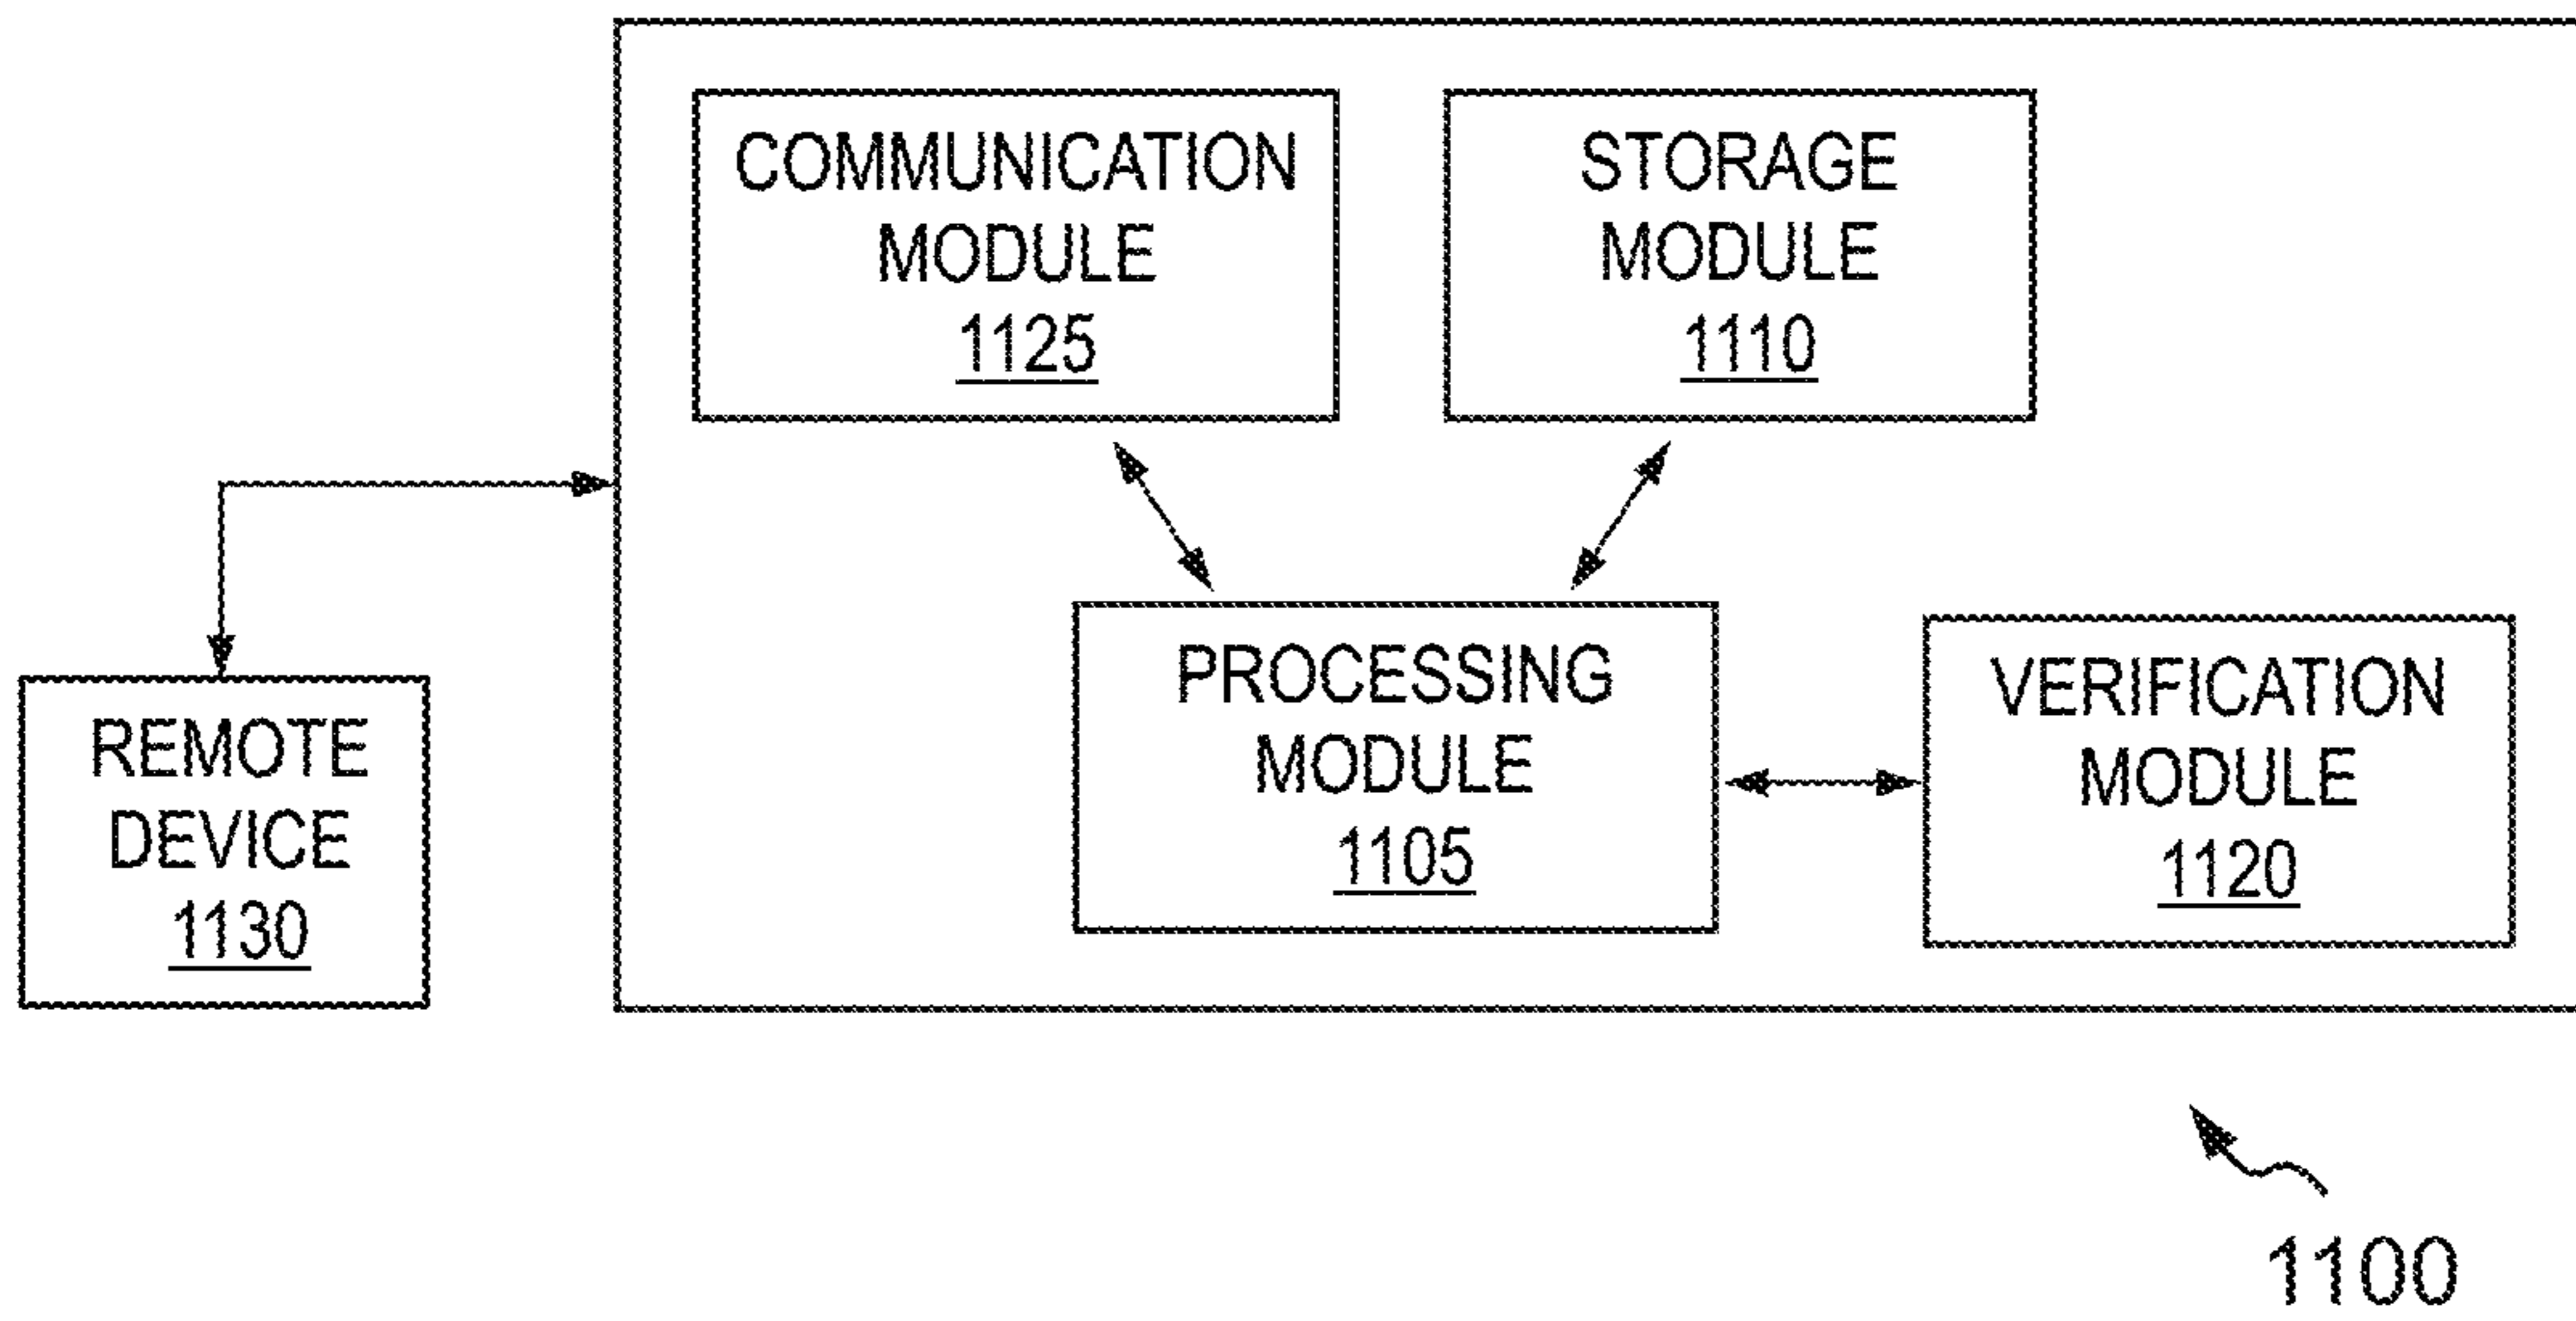 COMMUNICATION
MODULE
1125
STORAGE
MODULE
1110
PROCESSING
MODULE
1105
VERIFICATION
MODULE
1120
REMOTE
DEVICE
1130
1100